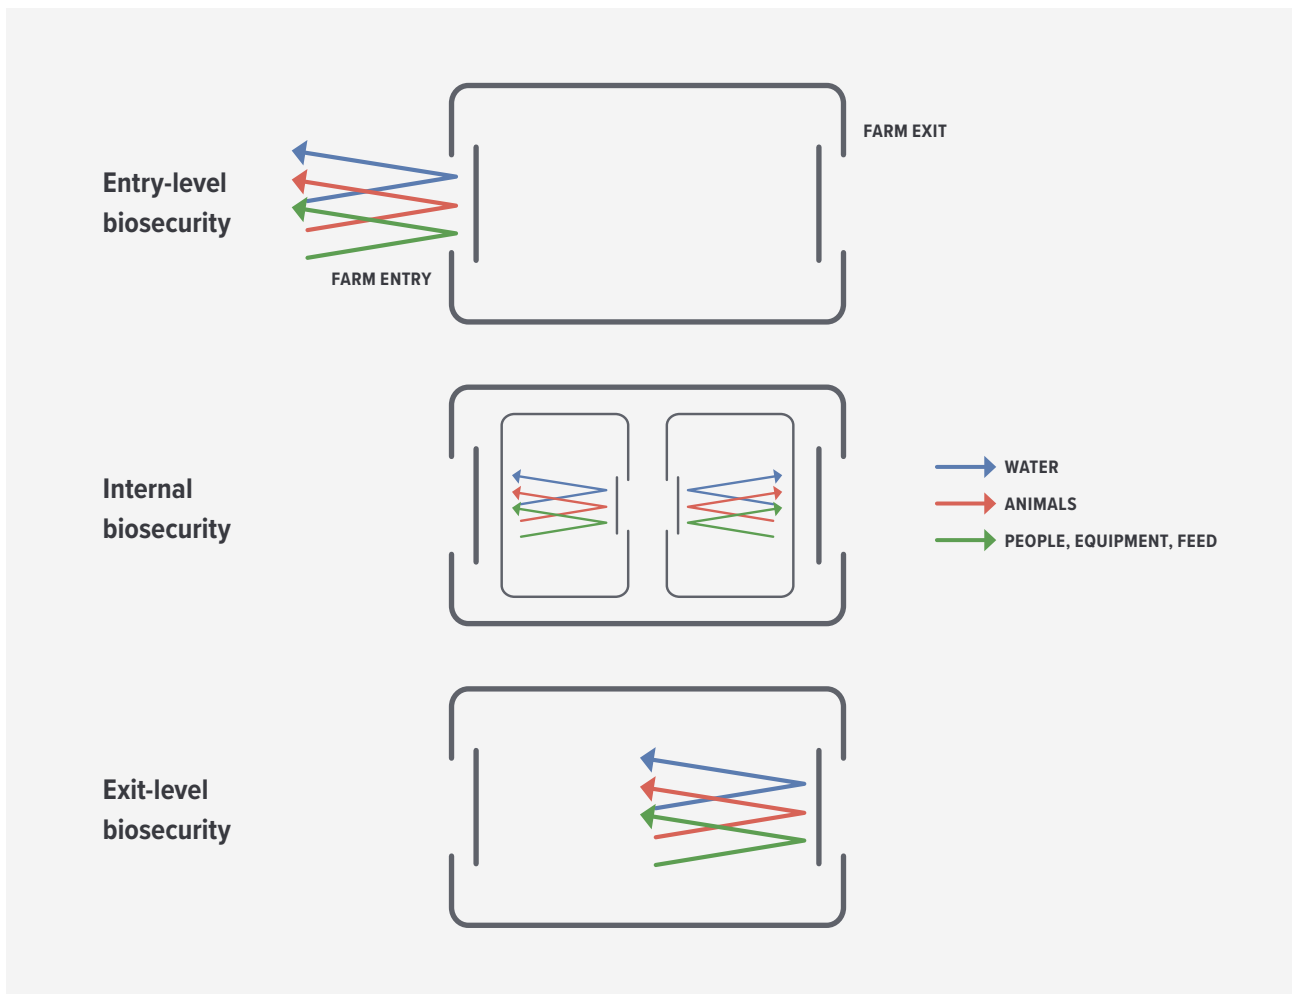 FARM EXIT
Entry-level
biosecurity
FARM ENTRY
Internal
biosecurity
WATER
ANIMALS
PEOPLE, EQUIPMENT, FEED
Exit-level
biosecurity